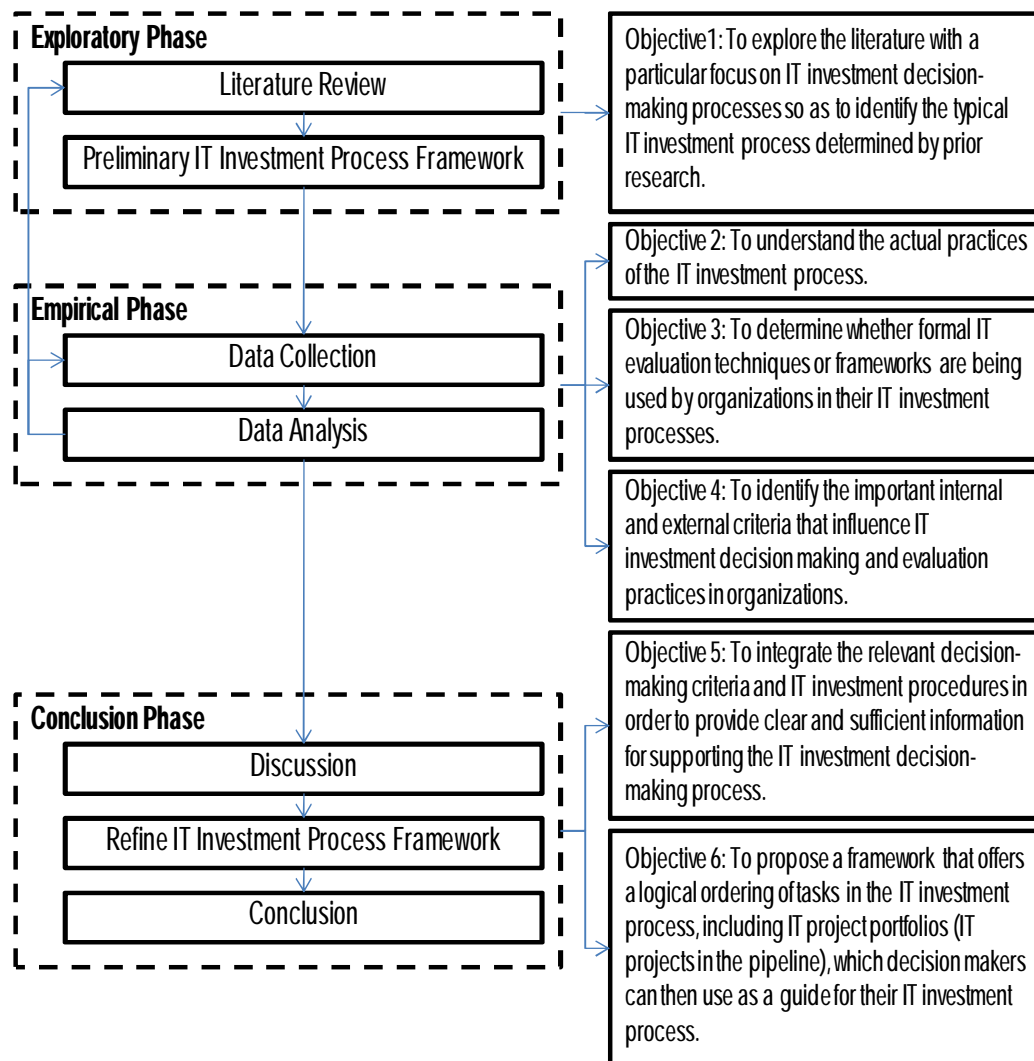 Exploratory Phase
Literature Review
Preliminary IT Investment Process Framework
Objective1: To explore the literature with a
particular focus on IT investment decision-
making processes so as to identify the typical
IT investment process determined by prior
research.
Empirical Phase
Data Collection
Data Analysis
Objective 2: To understand the actual practices
of the IT investment process.
Objective 3: To determine whether formal IT
evaluation techniques or frameworks are being
used by organizations in their IT investment
processes.
Objective 4: To identify the important internal
and external criteria that influence IT
investment decision making and evaluation
practices in organizations.
Conclusion Phase
Discussion
Refine IT Investment Process Framework
Conclusion
Objective 5: To integrate the relevant decision-
making criteria and IT investment procedures in
order to provide clear and sufficient information
for supporting the IT investment decision-
making process.
Objective 6: To propose a framework that offers
a logical ordering of tasks in the IT investment
process, including IT project portfolios (IT
projects in the pipeline), which decision makers
can then use as a guide for their IT investment
process.